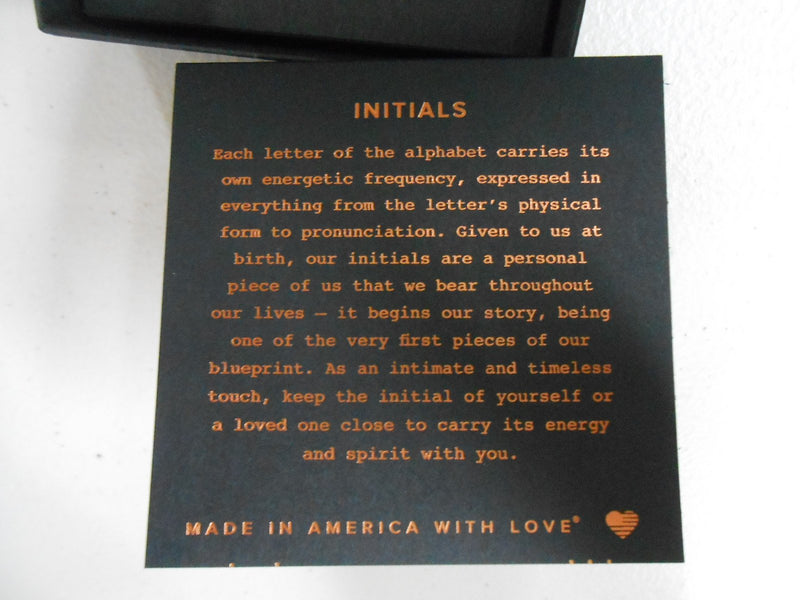 INITIALS
Each letter of the alphabet carries its
own energetic frequency, expressed in
everything from the letter's physical
form to pronunciation. Given to us at
birth, our initials are a personal
piece of us that we bear throughout
our lives — it begins our story, being
one of the very first pieces of our
blueprint. As an intimate and timeless
touch, keep the initial of yourself or
a loved one close to carry its energy
and spirit with you.
MADE IN AMERICA WITH LOVE®